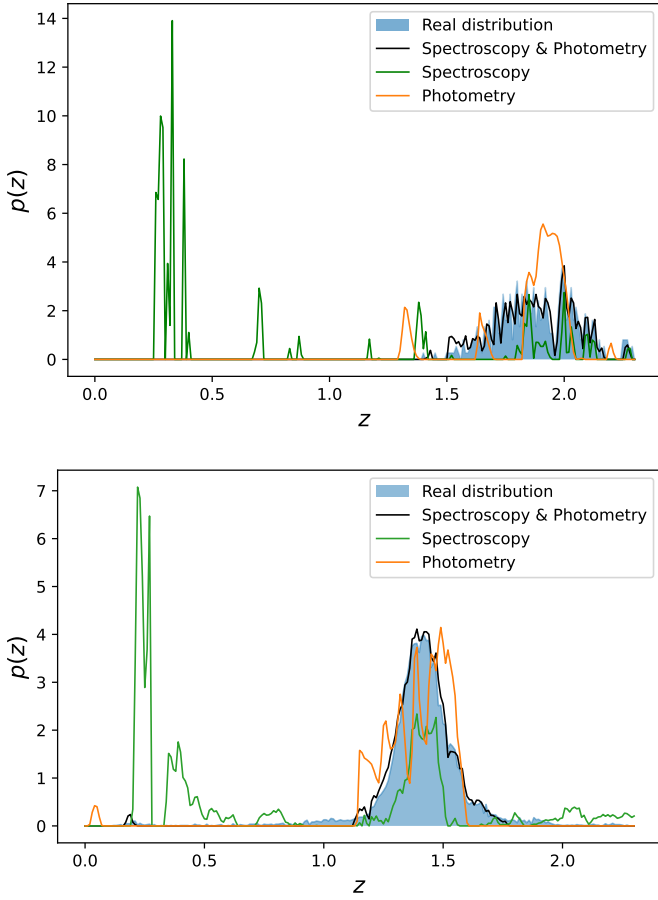 14
12
10
8
6
4
2
0
p(z)
Real distribution
Spectroscopy & Photometry
Spectroscopy
Photometry
0.0 0.5 1.0 1.5 2.0
z
7
6
5
4
3
2
1
0
p(z)
Real distribution
Spectroscopy & Photometry
Spectroscopy
Photometry
0.0 0.5 1.0 1.5 2.0
z